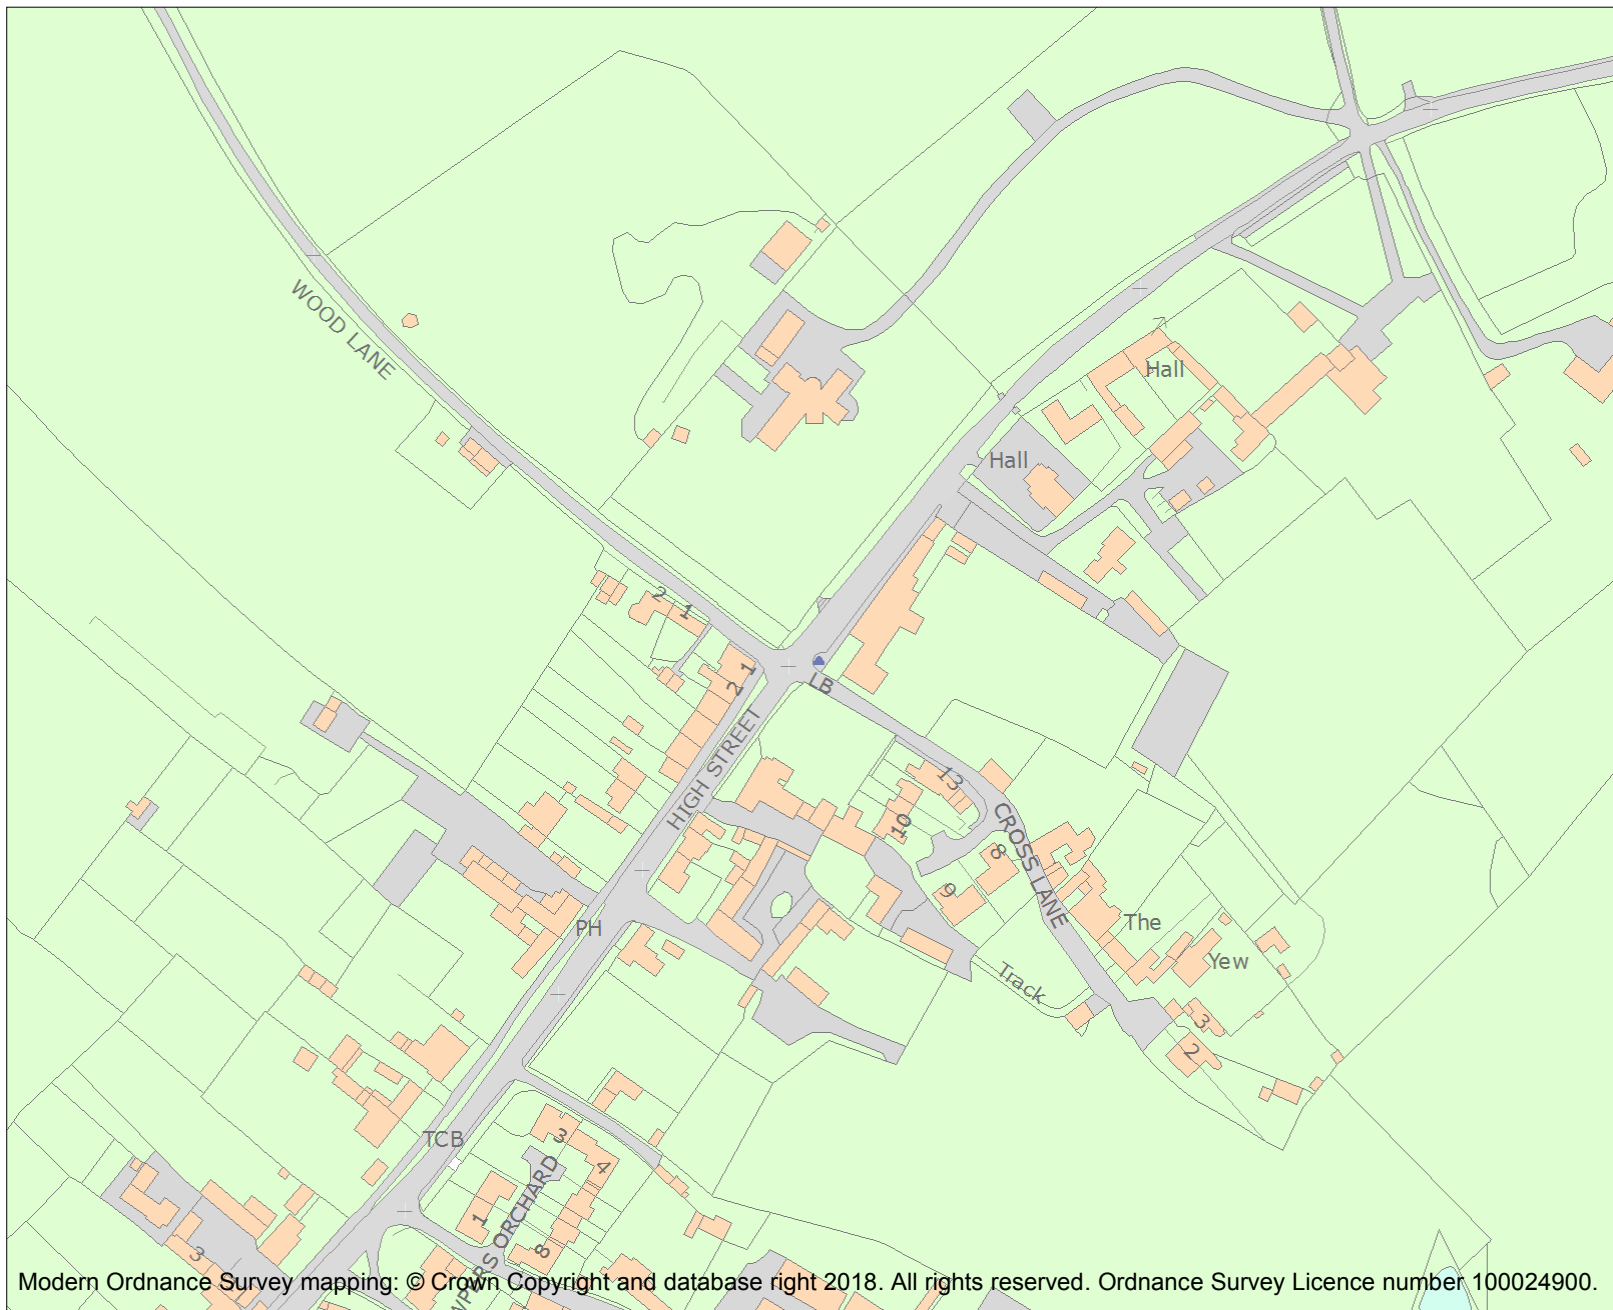 WOOD LANE
Hall
Hall
2
1
1
2
LB
HIGH STREET
13
10
CROSS LANE
8
9
The
Yew
PH
Track
3
2
TCB
3
4
1
8
3
WPERS ORCHARD
Modern Ordnance Survey mapping: © Crown Copyright and database right 2018. All rights reserved. Ordnance Survey Licence number 100024900.